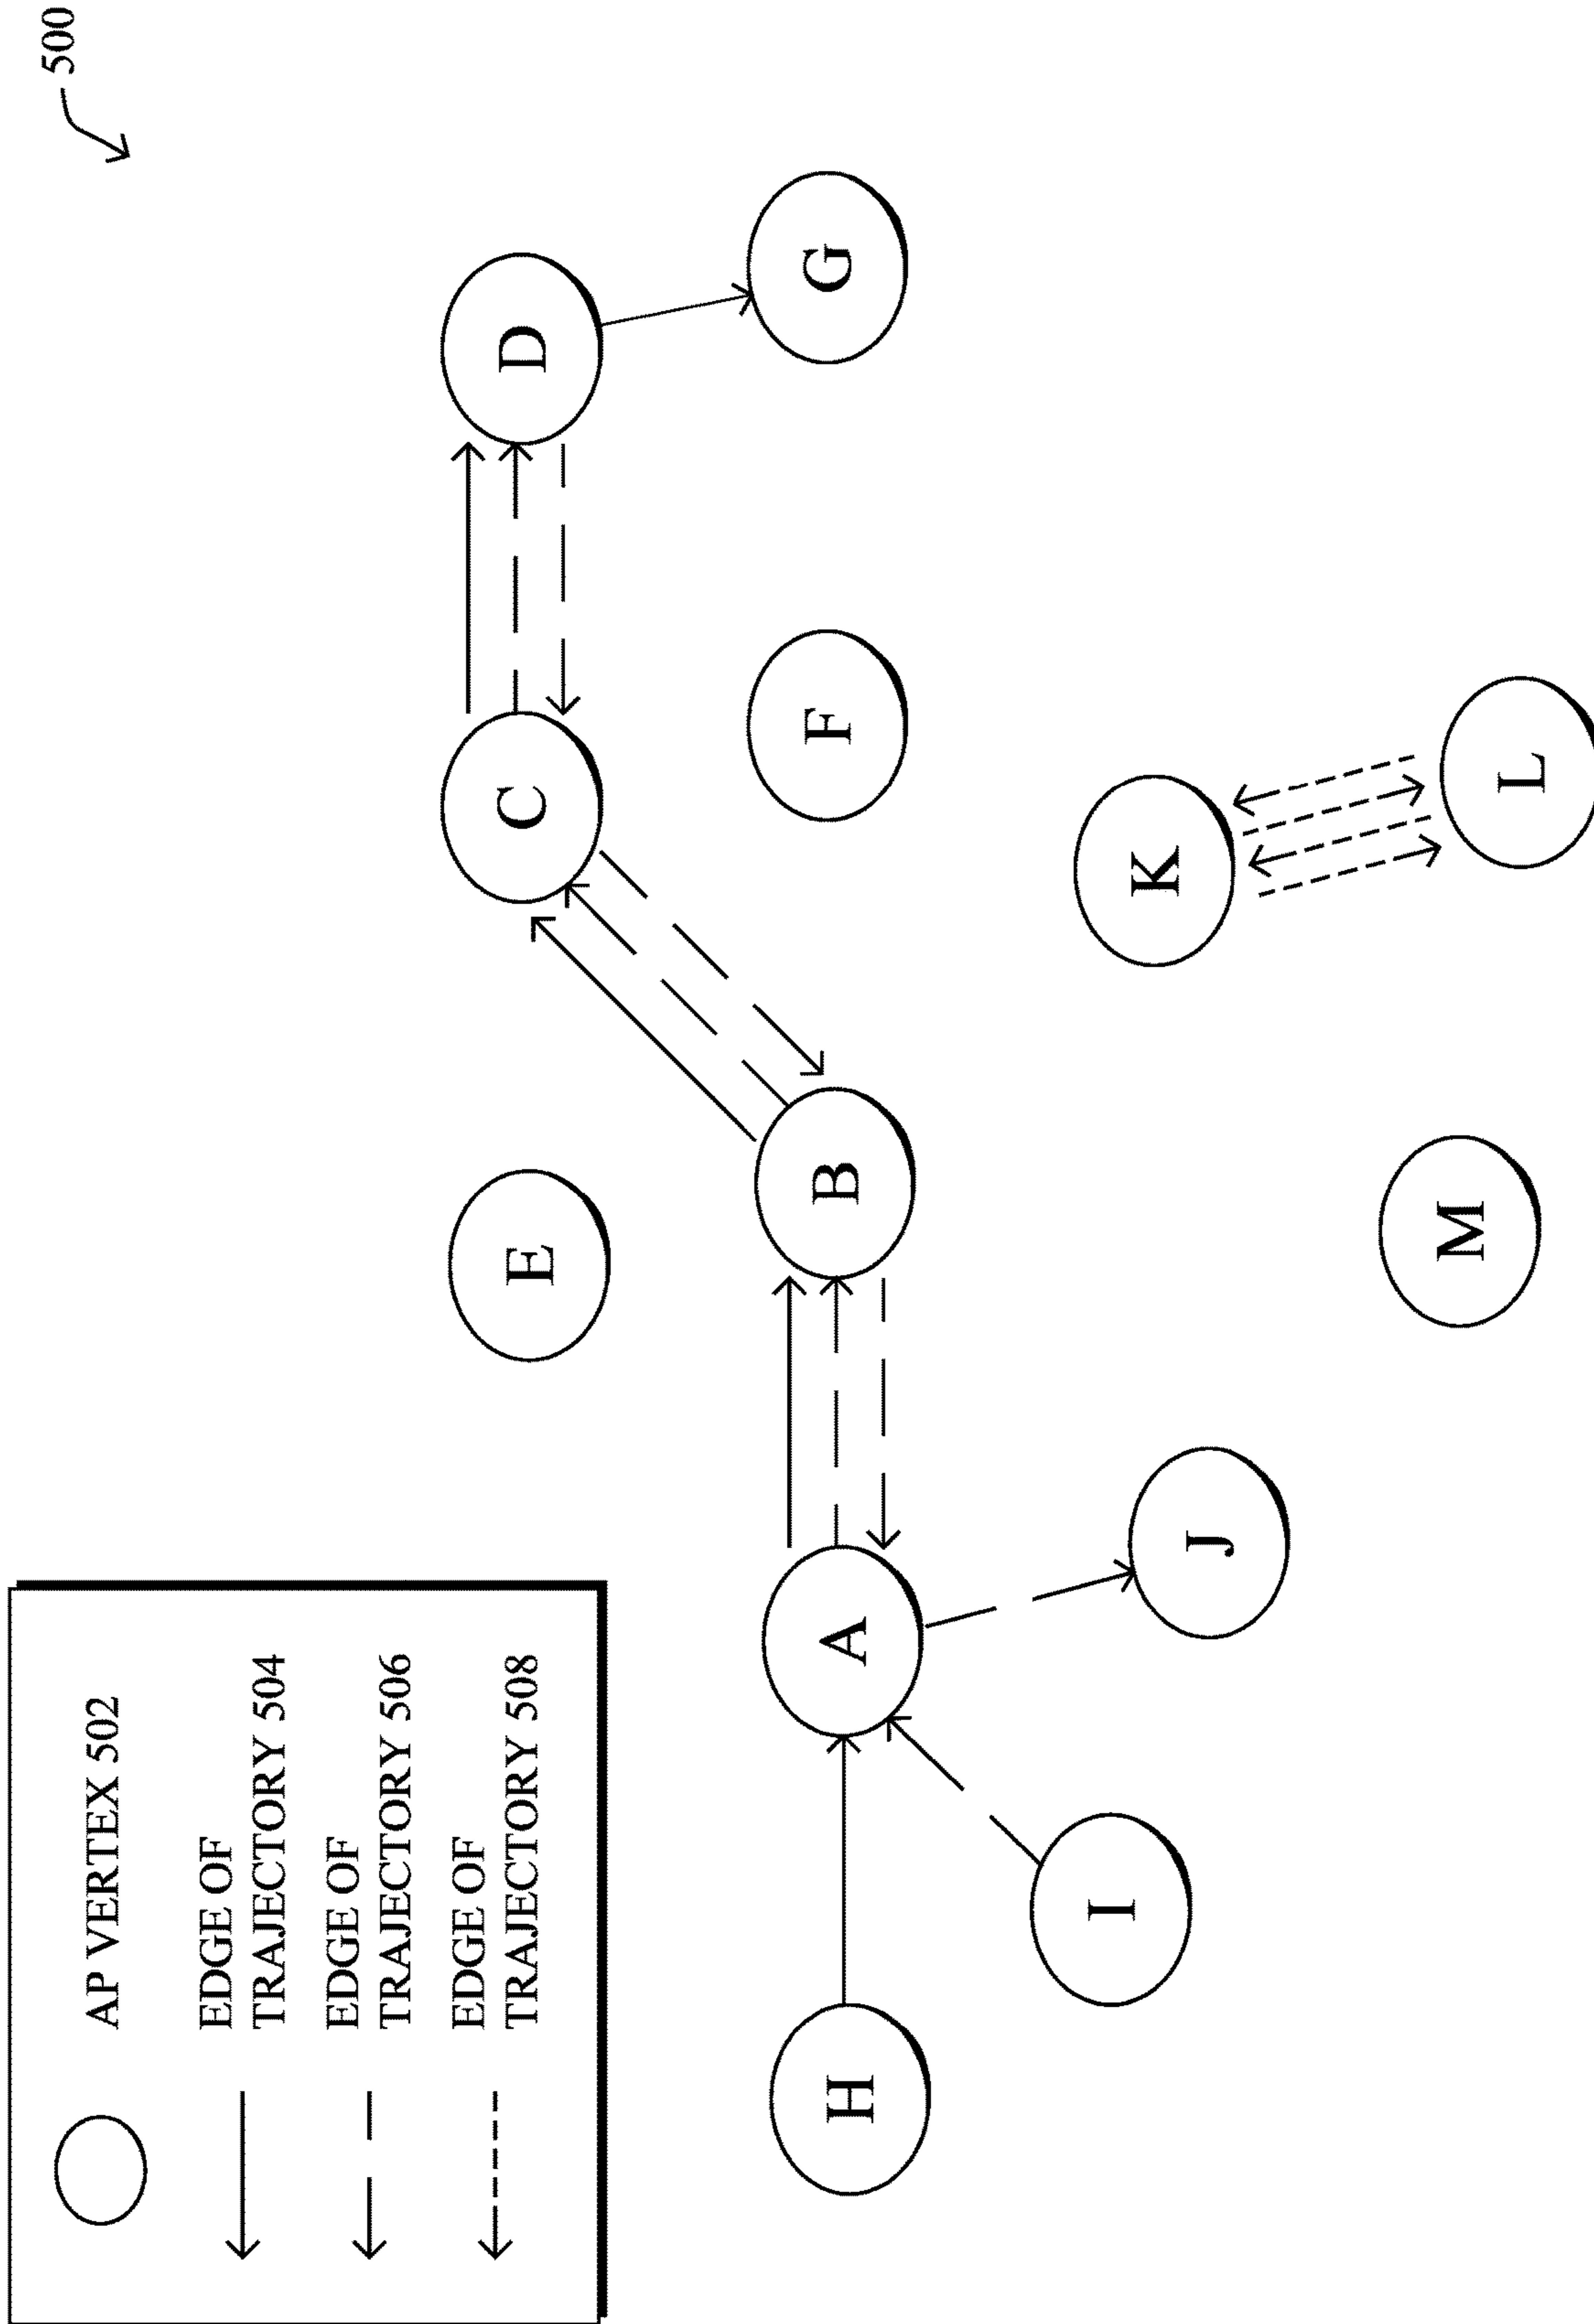 500
AP VERTEX 502
EDGE OF
TRAJECTORY 504
EDGE OF
TRAJECTORY 506
EDGE OF
TRAJECTORY 508
E
C
D
H
A
B
F
G
I
J
K
M
L